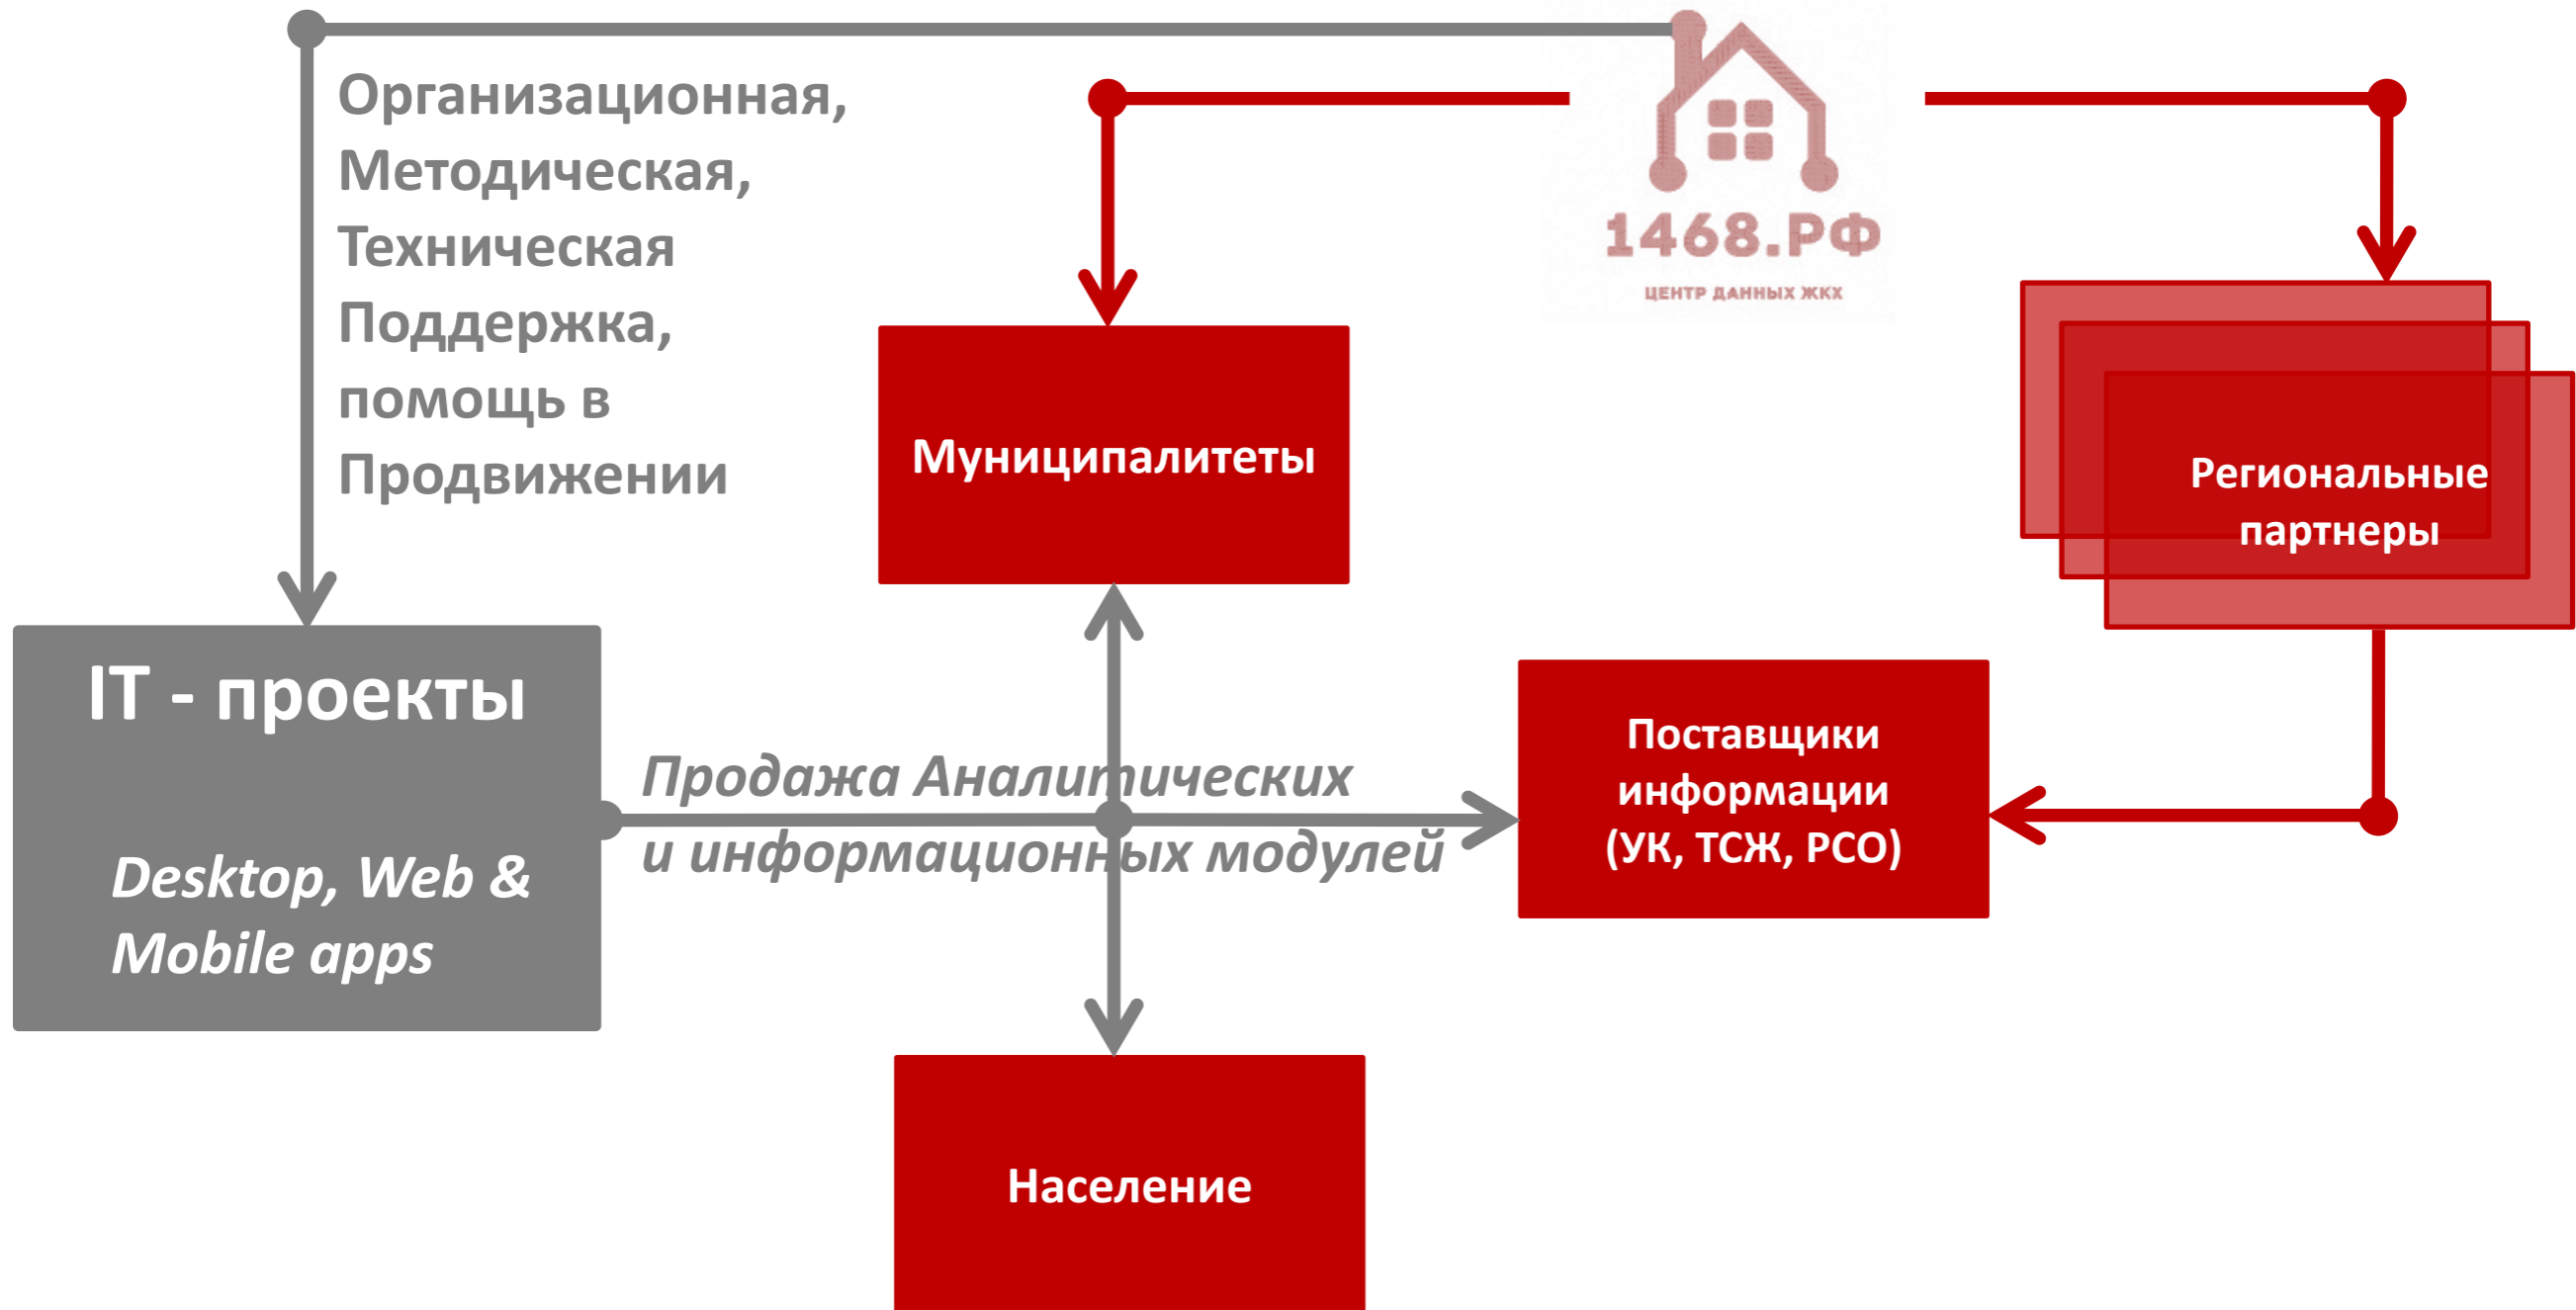 Организационная,
Методическая,
Техническая
Поддержка,
помощь в
Продвижении
1468.РФ
ЦЕНТР ДАННЫХ ЖКХ
Муниципалитеты
Региональные
партнеры
IT - проекты
Desktop, Web &
Mobile apps
Продажа Аналитических
и информационных модулей
Поставщики
информации
(УК, ТСЖ, РСО)
Население